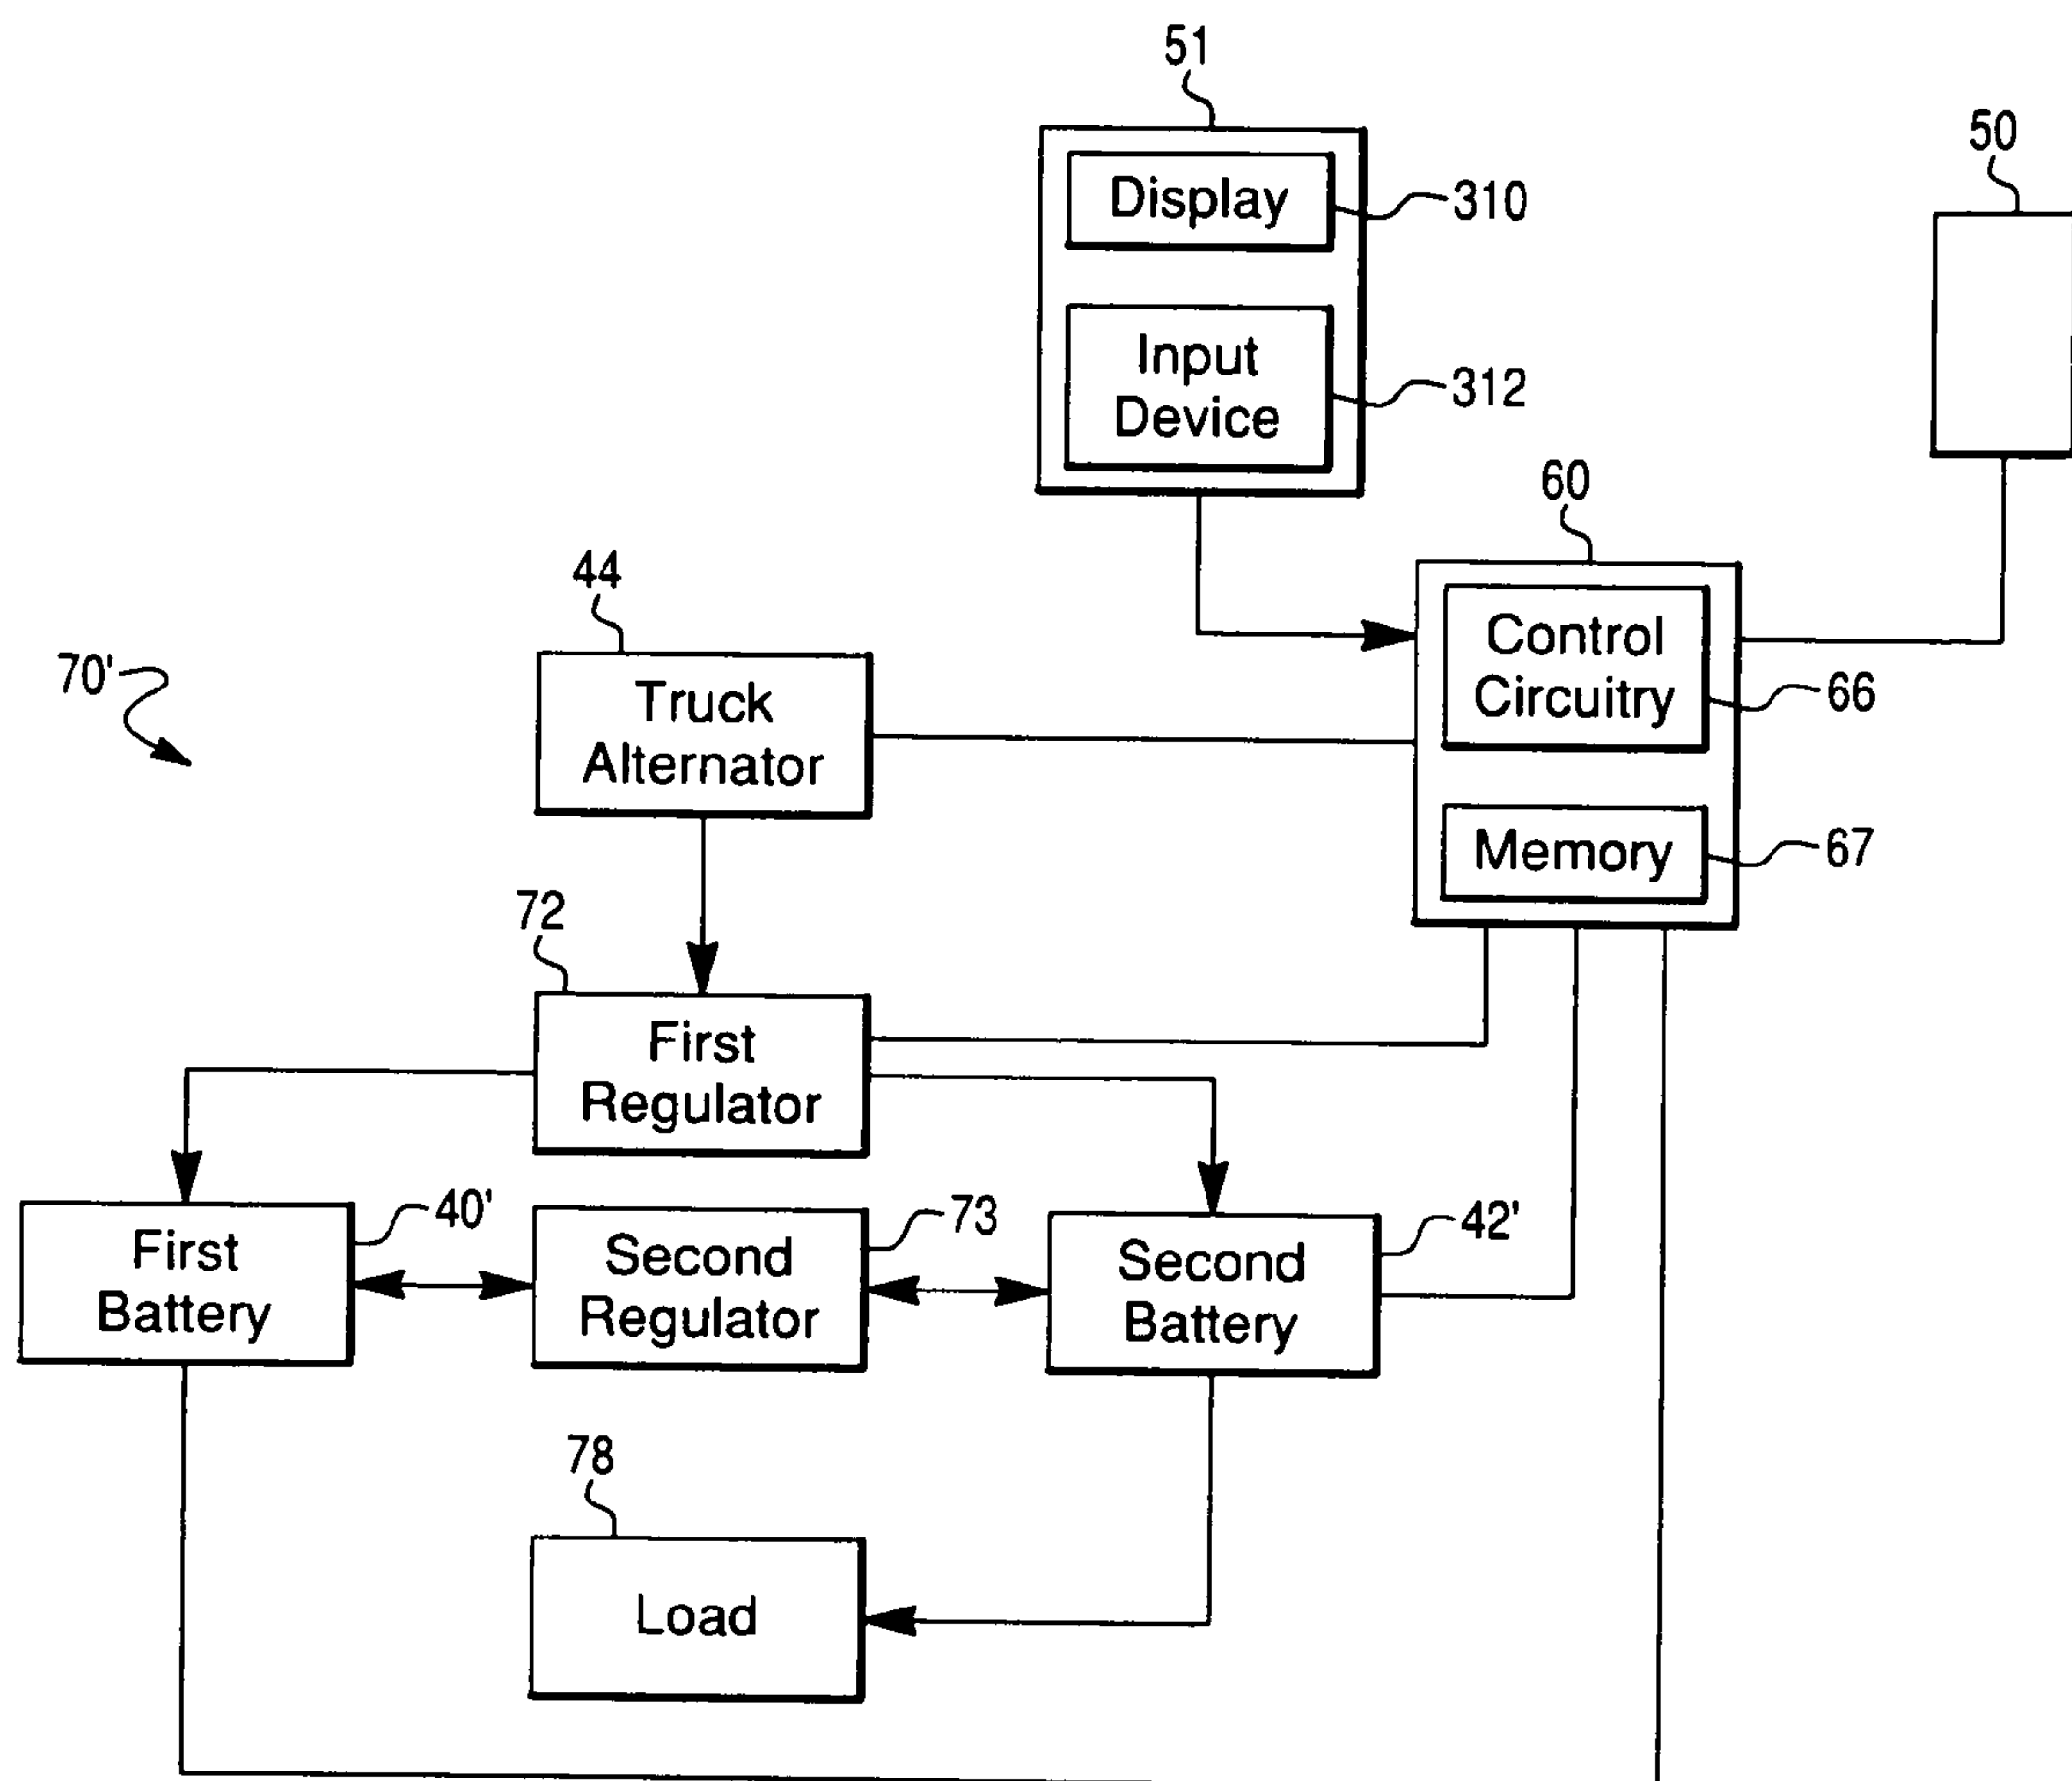 51
Display
310
50
Input
Device
312
60
44
Control
Circuitry
66
70'
Truck
Alternator
Memory
67
72
First
Regulator
40'
73
42'
First
Battery
Second
Regulator
Second
Battery
78
Load